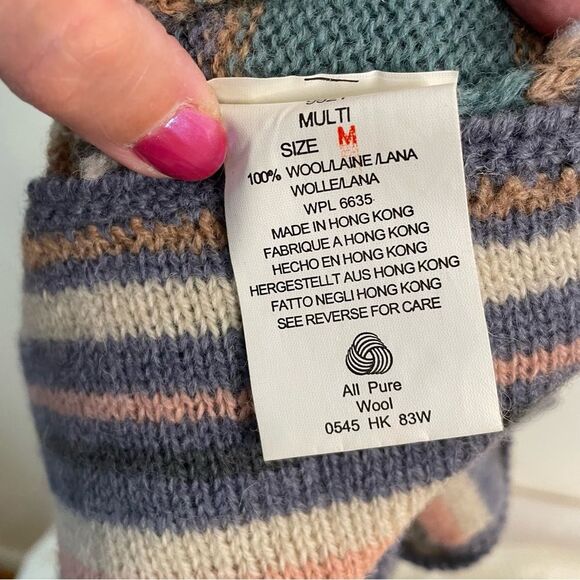 MULTI
SIZE M
100% WOOL/LAINE/LANA
WOLLE/LANA
WPL 6635
MADE IN HONG KONG
FABRIQUE A HONG KONG
HECHO EN HONG KONG
HERGESTELLT AUS HONG KONG
FATTO NEGLI HONG KONG
SEE REVERSE FOR CARE
All Pure
Wool
0545 HK 83W